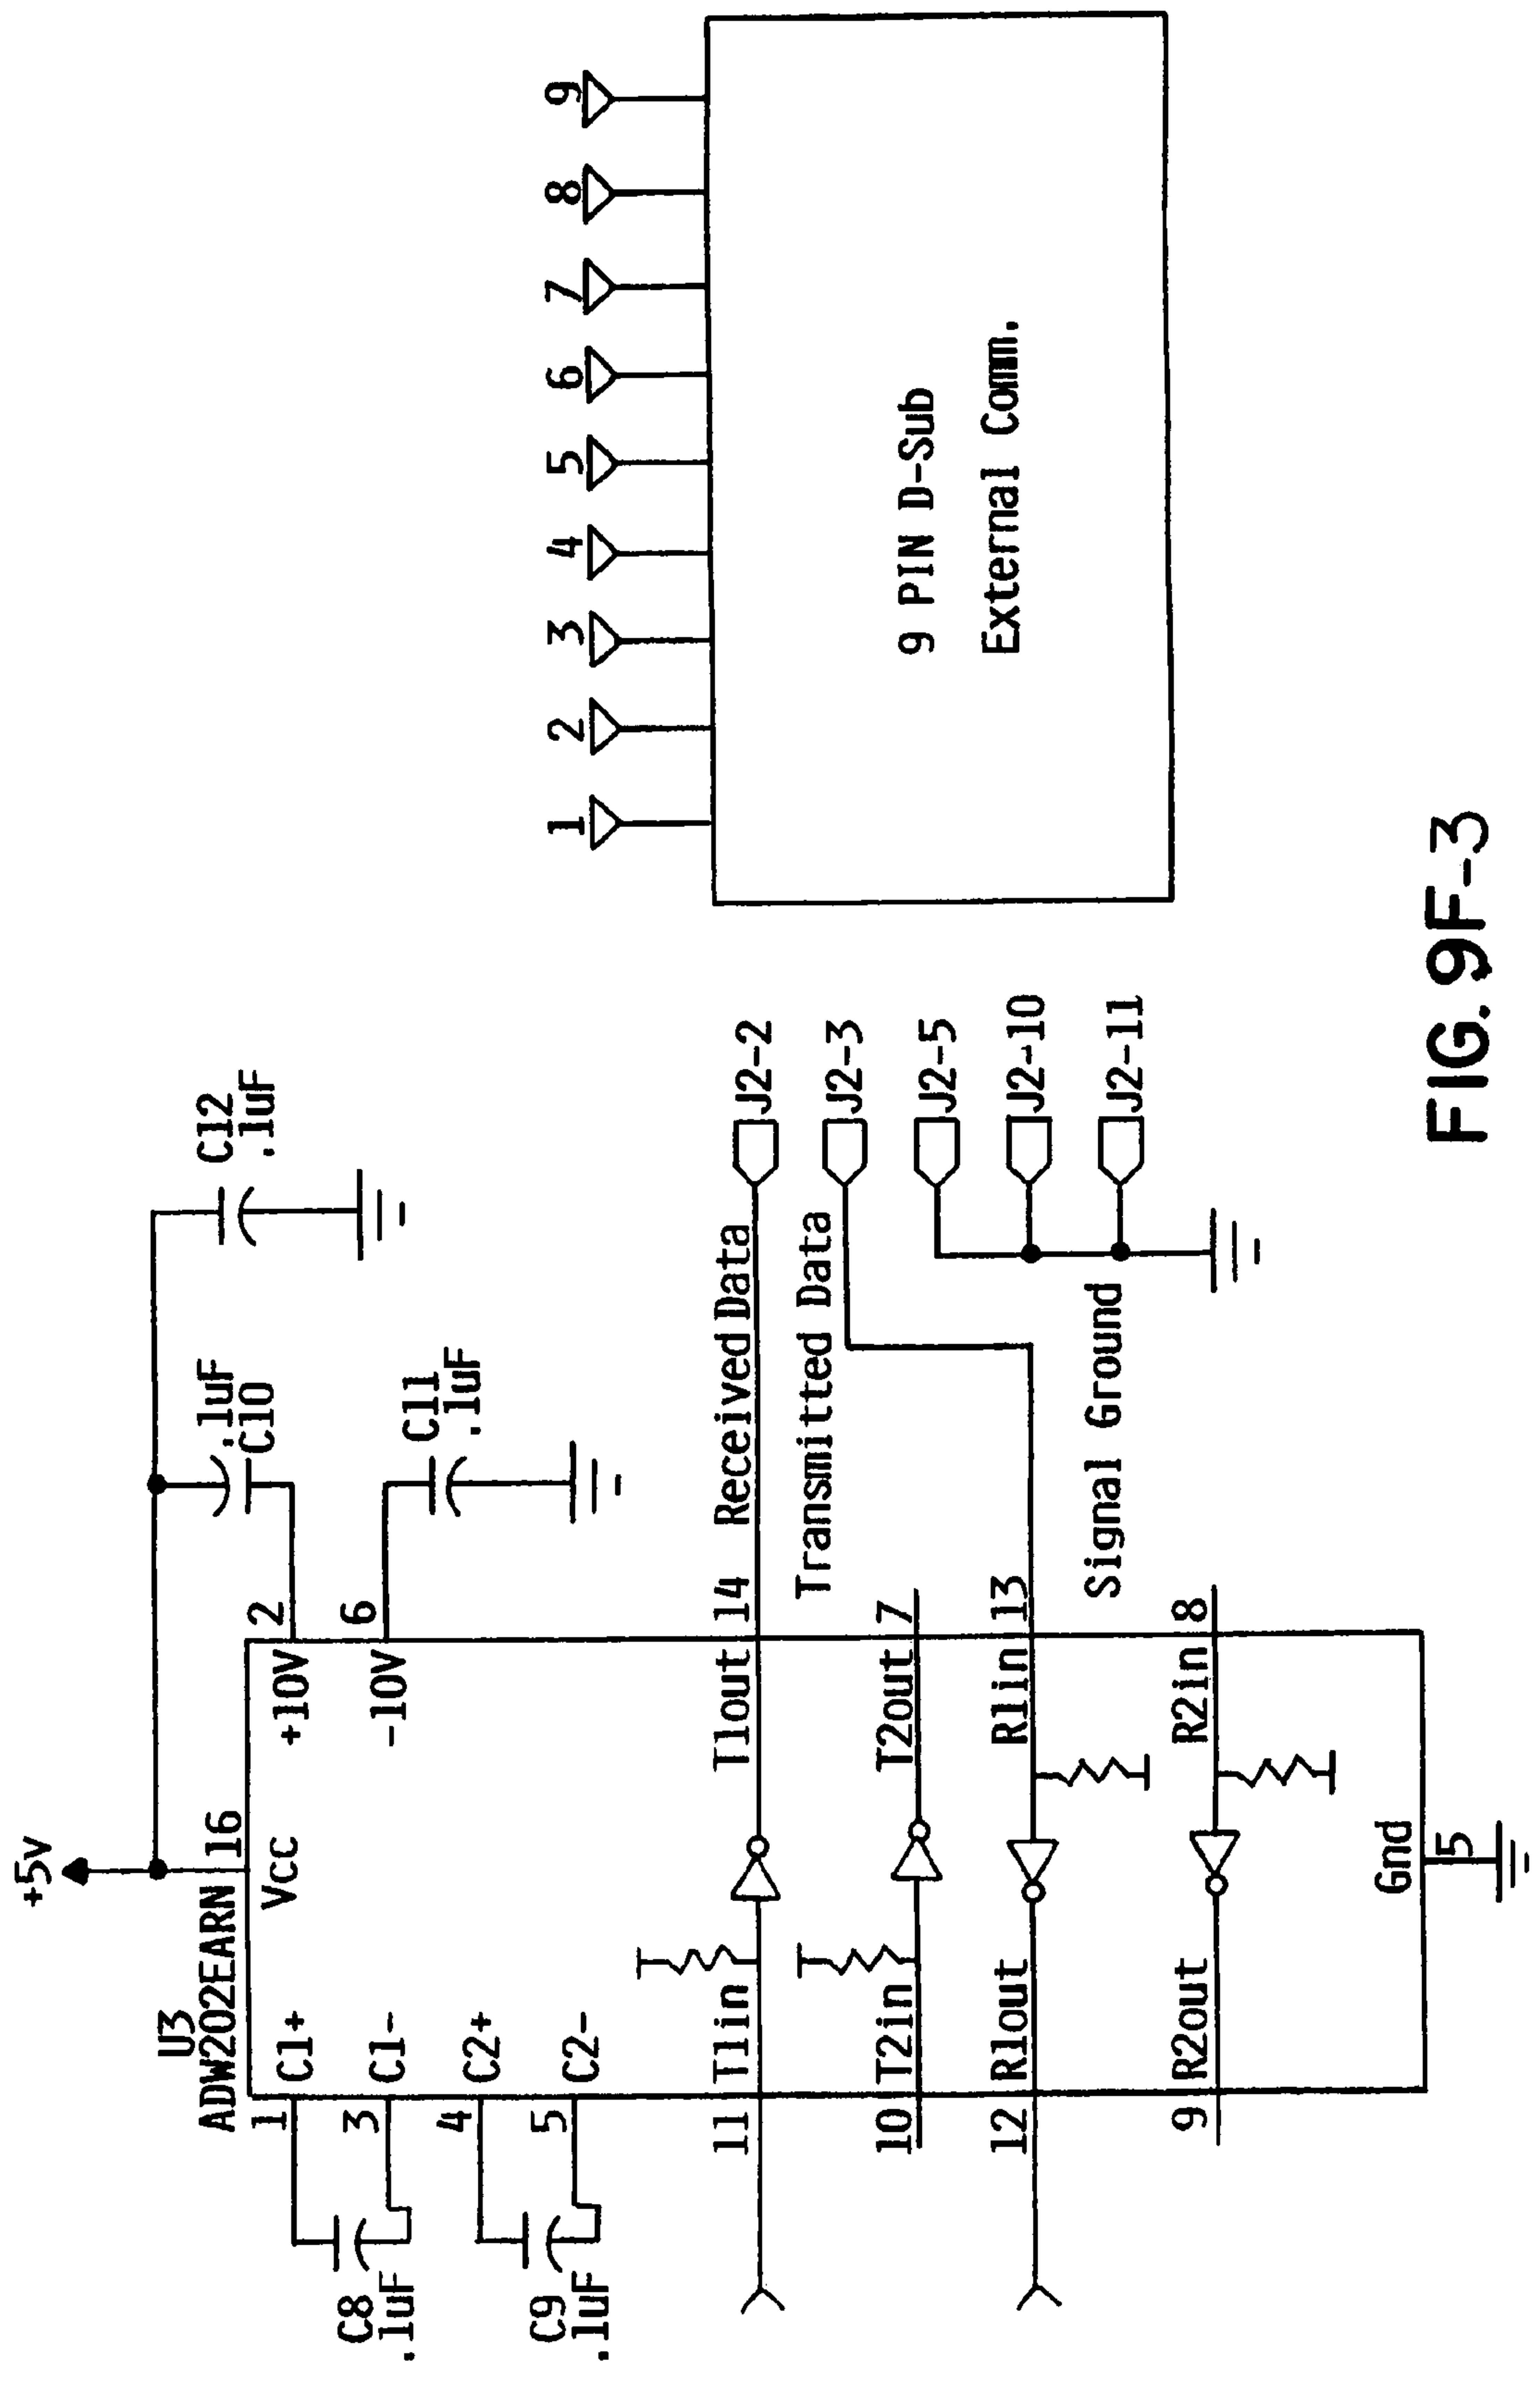 +5v
U3
ADW202EARN
16
Vcc
C12
.1uF
.1uF
C10
1
C1+
+10V
2
3
C1-
-10V
6
C11
.1uF
C8
.1uF
4
C2+
5
C2-
C9
.1uF
11
T1in
T1out
14
Received Data
J2-2
Transmitted Data
J2-3
10
T2in
T2out
7
J2-5
12
R1out
R1in
13
J2-10
Signal Ground
J2-11
9
R2out
R2in
8
Gnd
5
1 2 3 4 5 6 7 8 9
9 PIN D-Sub
External Comm.
FIG. 9F-3